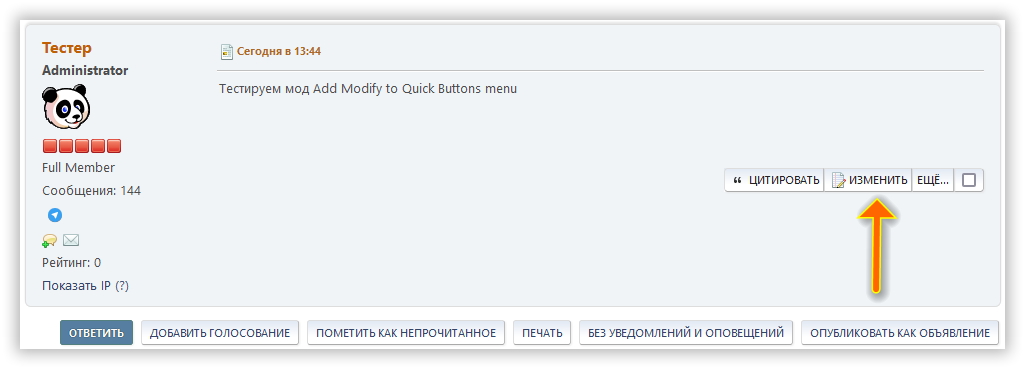 Тестер
Administrator
Full Member
Сообщения: 144
Рейтинг: 0
Показать IP (?)
Сегодня в 13:44
Тестируем мод Add Modify to Quick Buttons menu
ЦИТИРОВАТЬ ИЗМЕНИТЬ ЕЩЁ...
ОТВЕТИТЬ ДОБАВИТЬ ГОЛОСОВАНИЕ ПОМЕТИТЬ КАК НЕПРОЧИТАННОЕ ПЕЧАТЬ БЕЗ УВЕДОМЛЕНИЙ И ОПОВЕЩЕНИЙ ОПУБЛИКОВАТЬ КАК ОБЪЯВЛЕНИЕ